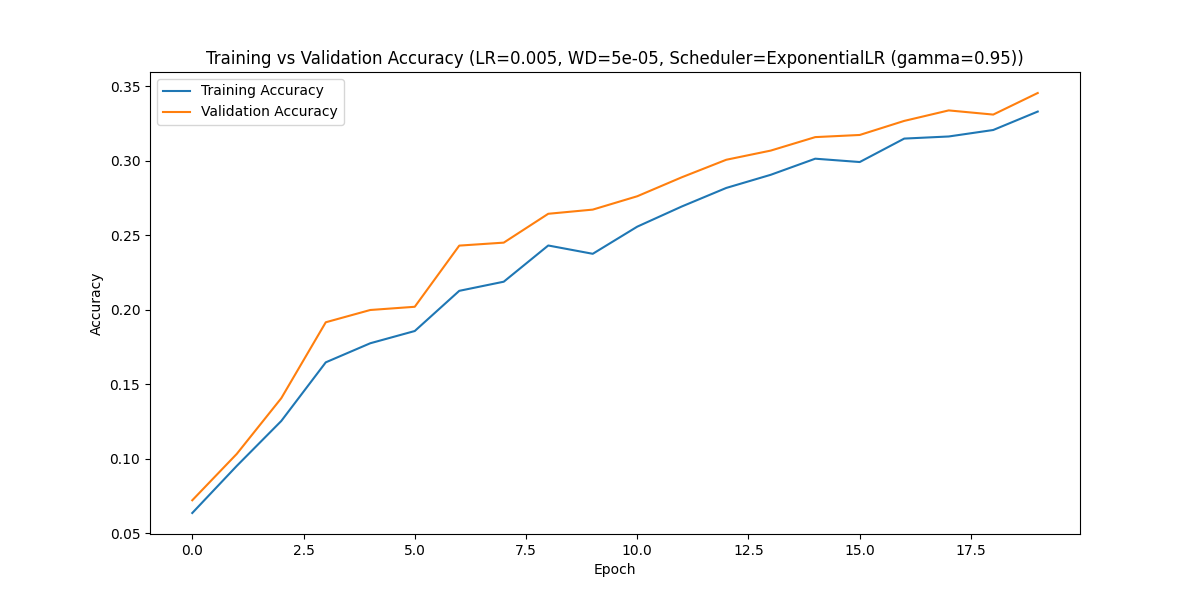 Training vs Validation Accuracy (LR=0.005, WD=5e-05, Scheduler=ExponentialLR (gamma=0.95))
Training Accuracy
Validation Accuracy
0.35
0.30
0.25
0.20
0.15
0.10
0.05
Accuracy
0.0 2.5 5.0 7.5 10.0 12.5 15.0 17.5
Epoch